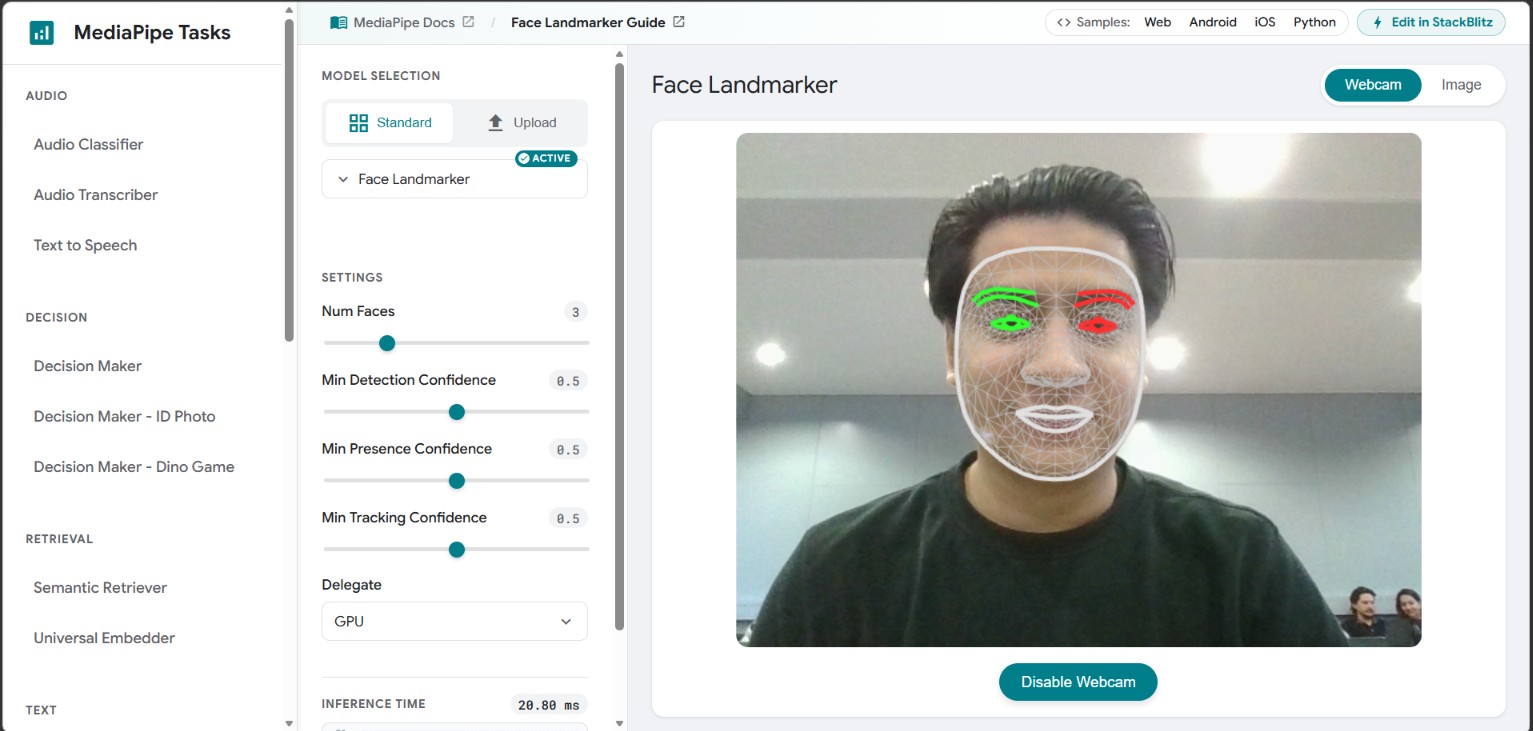 MediaPipe Tasks
AUDIO
Audio Classifier
Audio Transcriber
Text to Speech
DECISION
Decision Maker
Decision Maker - ID Photo
Decision Maker - Dino Game
RETRIEVAL
Semantic Retriever
Universal Embedder
TEXT
MediaPipe Docs / Face Landmarker Guide
<> Samples: Web Android iOS Python
Edit in StackBlitz
MODEL SELECTION
Standard Upload
ACTIVE
Face Landmarker
SETTINGS
Num Faces 3
Min Detection Confidence 0.5
Min Presence Confidence 0.5
Min Tracking Confidence 0.5
Delegate
GPU
INFERENCE TIME 20.80 ms
Face Landmarker
Webcam Image
Disable Webcam